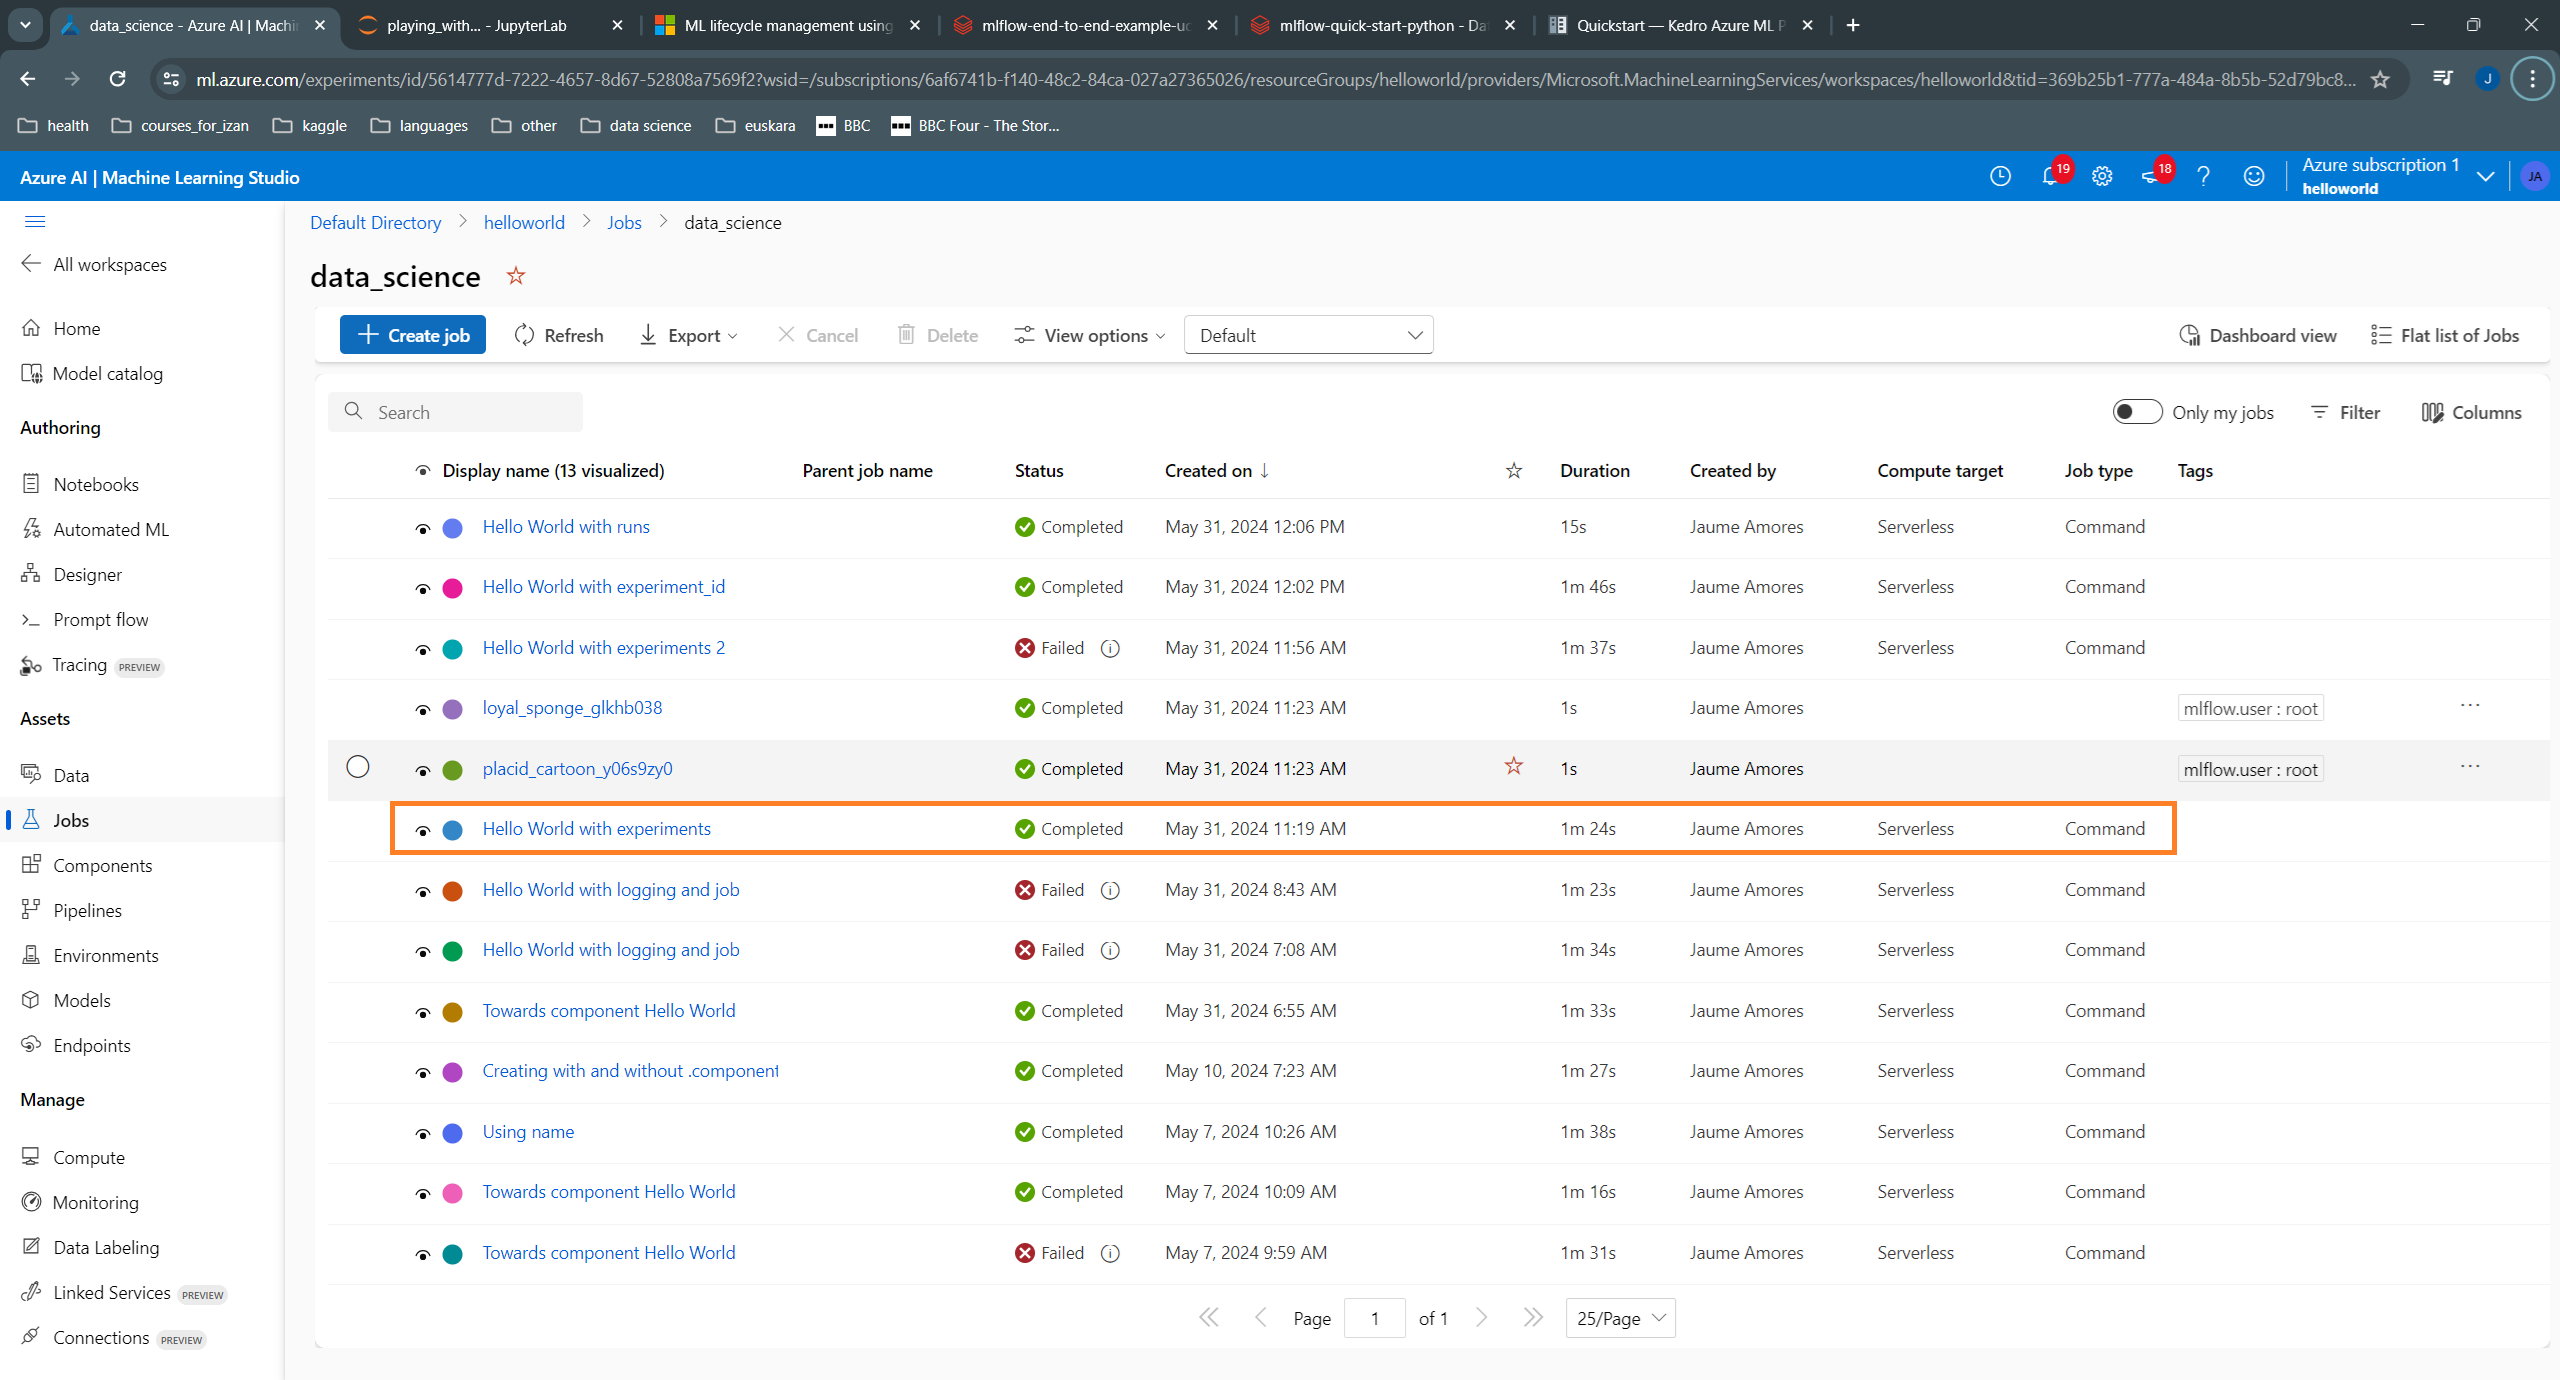 data_science - Azure AI | Machi
playing_with... - JupyterLab
ML lifecycle management using
mlflow-end-to-end-example-uc
mlflow-quick-start-python - Da
Quickstart — Kedro Azure ML P
ml.azure.com/experiments/id/5614777d-7222-4657-8d67-52808a7569f2?wsid=/subscriptions/6af6741b-f140-48c2-84ca-027a27365026/resourceGroups/helloworld/providers/Microsoft.MachineLearningServices/workspaces/helloworld&tid=369b25b1-777a-484a-8b5b-52d79bc8...
J
health courses_for_izan kaggle languages other data science euskara BBC BBC Four - The Stor...
Azure AI | Machine Learning Studio
19
18
Azure subscription 1
helloworld
JA
All workspaces
Home
Model catalog
Authoring
Notebooks
Automated ML
Designer
Prompt flow
Tracing PREVIEW
Assets
Data
Jobs
Components
Pipelines
Environments
Models
Endpoints
Manage
Compute
Monitoring
Data Labeling
Linked Services PREVIEW
Connections PREVIEW
Default Directory > helloworld > Jobs > data_science
data_science
Create job Refresh Export Cancel Delete View options Default Dashboard view Flat list of Jobs
Search Only my jobs Filter Columns
Display name (13 visualized) Parent job name Status Created on ↓ Duration Created by Compute target Job type Tags
Hello World with runs Completed May 31, 2024 12:06 PM 15s Jaume Amores Serverless Command
Hello World with experiment_id Completed May 31, 2024 12:02 PM 1m 46s Jaume Amores Serverless Command
Hello World with experiments 2 Failed May 31, 2024 11:56 AM 1m 37s Jaume Amores Serverless Command
loyal_sponge_glkhb038 Completed May 31, 2024 11:23 AM 1s Jaume Amores mlflow.user : root ...
placid_cartoon_y06s9zy0 Completed May 31, 2024 11:23 AM 1s Jaume Amores mlflow.user : root ...
Hello World with experiments Completed May 31, 2024 11:19 AM 1m 24s Jaume Amores Serverless Command
Hello World with logging and job Failed May 31, 2024 8:43 AM 1m 23s Jaume Amores Serverless Command
Hello World with logging and job Failed May 31, 2024 7:08 AM 1m 34s Jaume Amores Serverless Command
Towards component Hello World Completed May 31, 2024 6:55 AM 1m 33s Jaume Amores Serverless Command
Creating with and without .component Completed May 10, 2024 7:23 AM 1m 27s Jaume Amores Serverless Command
Using name Completed May 7, 2024 10:26 AM 1m 38s Jaume Amores Serverless Command
Towards component Hello World Completed May 7, 2024 10:09 AM 1m 16s Jaume Amores Serverless Command
Towards component Hello World Failed May 7, 2024 9:59 AM 1m 31s Jaume Amores Serverless Command
Page 1 of 1 25/Page